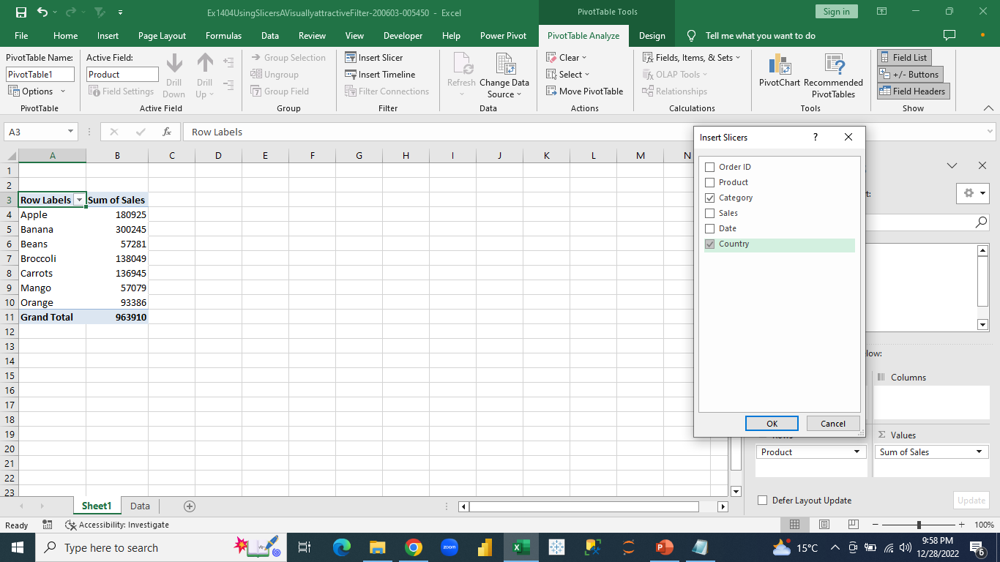 Ex1404UsingSlicersAVisuallyattractiveFilter-200603-005450 - Excel
PivotTable Tools
Sign in
File Home Insert Page Layout Formulas Data Review View Developer Help Power Pivot PivotTable Analyze Design Tell me what you want to do
PivotTable Name:
PivotTable1
Options
PivotTable
Active Field:
Product
Field Settings
Drill Down
Drill Up
Active Field
Group Selection
Ungroup
Group Field
Group
Insert Slicer
Insert Timeline
Filter Connections
Filter
Refresh
Change Data Source
Data
Clear
Select
Move PivotTable
Actions
Fields, Items, & Sets
OLAP Tools
Relationships
Calculations
PivotChart
Recommended PivotTables
Tools
Field List
+/- Buttons
Field Headers
Show
A3
fx
Row Labels
A B C D E F G H I J K L M N
1
2
3 Row Labels Sum of Sales
4 Apple 180925
5 Banana 300245
6 Beans 57281
7 Broccoli 138049
8 Carrots 136945
9 Mango 57079
10 Orange 93386
11 Grand Total 963910
12
13
14
15
16
17
18
19
20
21
22
23
Insert Slicers ?
Order ID
Product
Category
Sales
Date
Country
OK Cancel
Columns
Σ Values
Product
Sum of Sales
Defer Layout Update
Update
Sheet1 Data
Ready
Accessibility: Investigate
100%
Type here to search
zoom
15°C
9:58 PM
12/28/2022
6